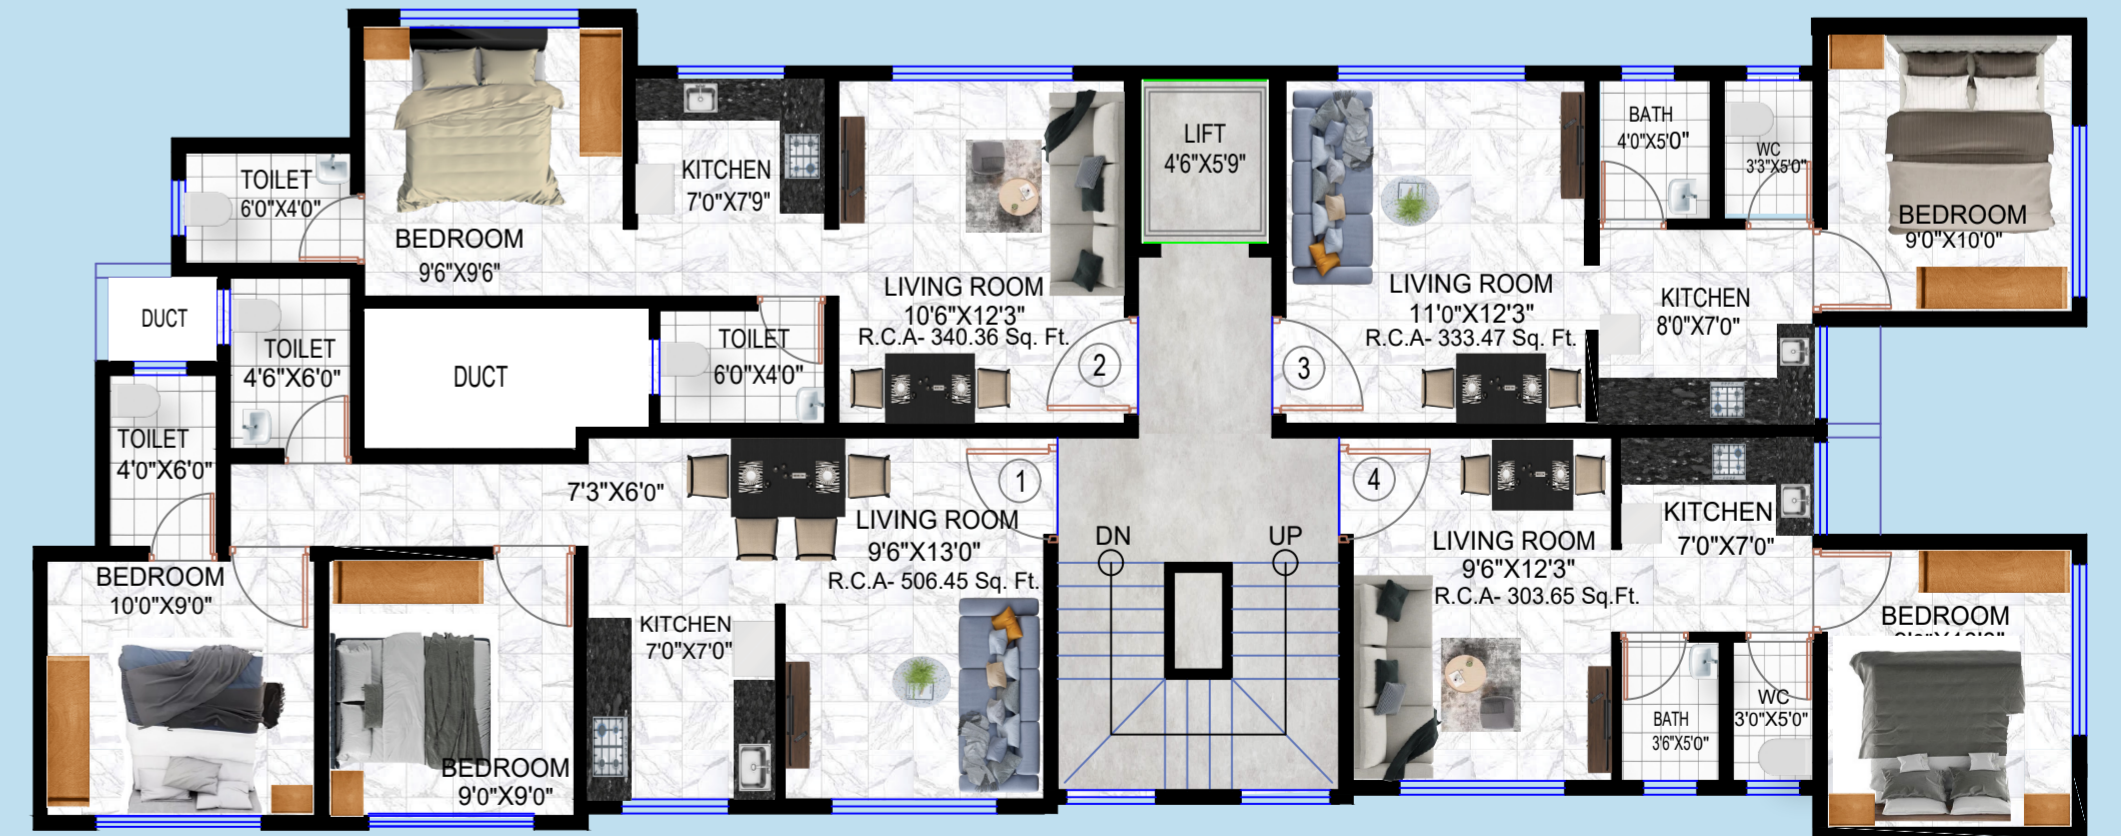 TOILET
6'0"X4'0"
BEDROOM
9'6"X9'6"
KITCHEN
7'0"X7'9"
LIVING ROOM
10'6"X12'3"
R.C.A- 340.36 Sq. Ft.
2
LIFT
4'6"X5'9"
LIVING ROOM
11'0"X12'3"
R.C.A- 333.47 Sq. Ft.
3
BATH
4'0"X5'0"
WC
3'3"X5'0"
BEDROOM
9'0"X10'0"
KITCHEN
8'0"X7'0"
DUCT
TOILET
4'6"X6'0"
DUCT
TOILET
6'0"X4'0"
TOILET
4'0"X6'0"
7'3"X6'0"
1
LIVING ROOM
9'6"X13'0"
R.C.A- 506.45 Sq. Ft.
DN
UP
4
LIVING ROOM
9'6"X12'3"
R.C.A- 303.65 Sq.Ft.
KITCHEN
7'0"X7'0"
BEDROOM
10'0"X9'0"
BEDROOM
9'0"X9'0"
KITCHEN
7'0"X7'0"
BATH
3'6"X5'0"
WC
3'0"X5'0"
BEDROOM